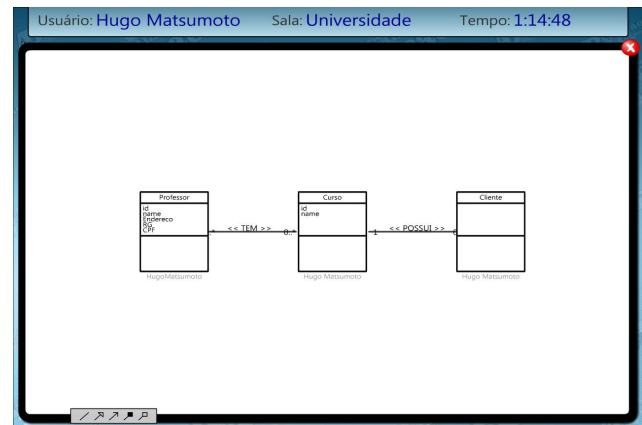 Usuário: Hugo Matsumoto Sala: Universidade Tempo: 1:14:48
Professor
id
name
Endereco
RG
CPF
<< TEM >>
0..*
Curso
id
name
1
<< POSSUI >>
Cliente
HugoMatsumoto
Hugo Matsumoto
Hugo Matsumoto